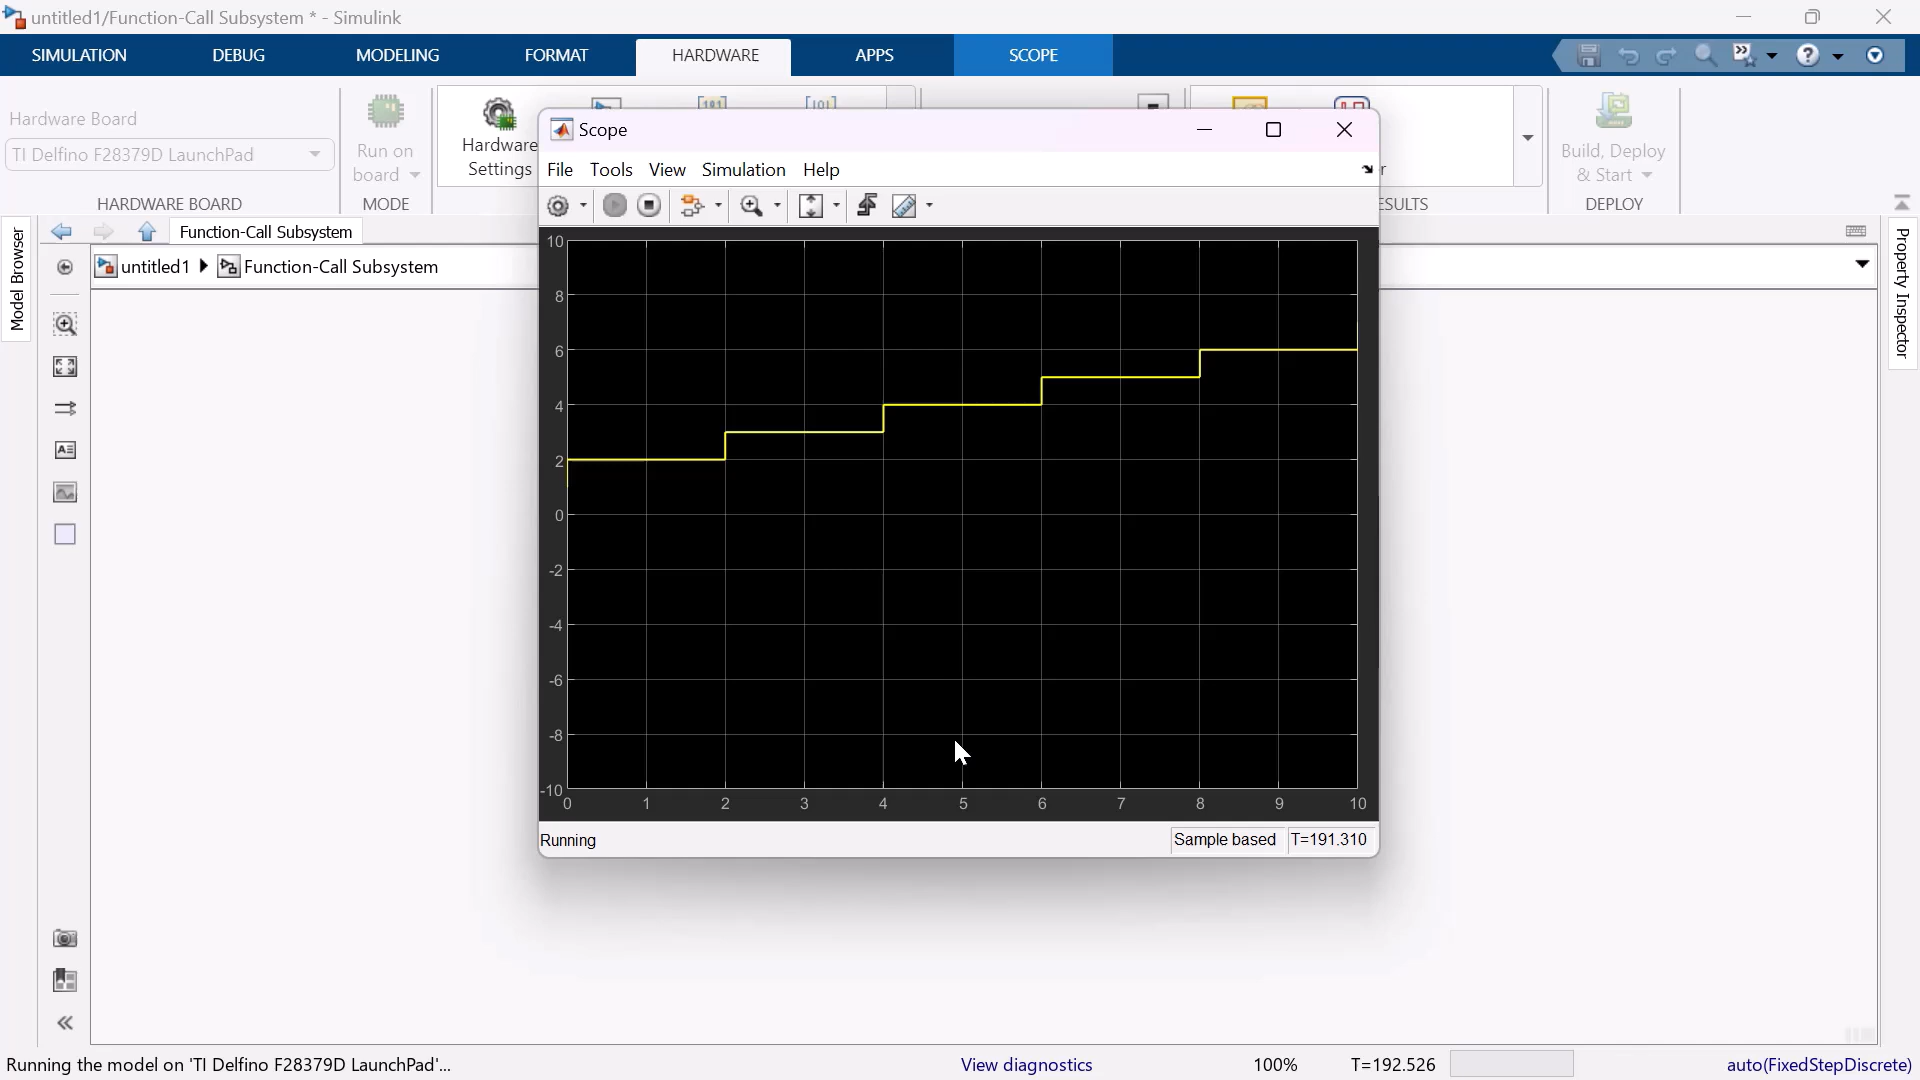 untitled1/Function-Call Subsystem * - Simulink
SIMULATION DEBUG MODELING FORMAT HARDWARE APPS SCOPE
Hardware Board
TI Delfino F28379D LaunchPad
HARDWARE BOARD
Run on
board
MODE
Hardware
Settings
Build, Deploy
& Start
DEPLOY
Scope
File Tools View Simulation Help
Function-Call Subsystem
untitled1 Function-Call Subsystem
Model Browser
Property Inspector
10
8
6
4
2
0
-2
-4
-6
-8
-10
0 1 2 3 4 5 6 7 8 9 10
Running Sample based T=191.310
Running the model on 'TI Delfino F28379D LaunchPad'... View diagnostics 100% T=192.526 auto(FixedStepDiscrete)